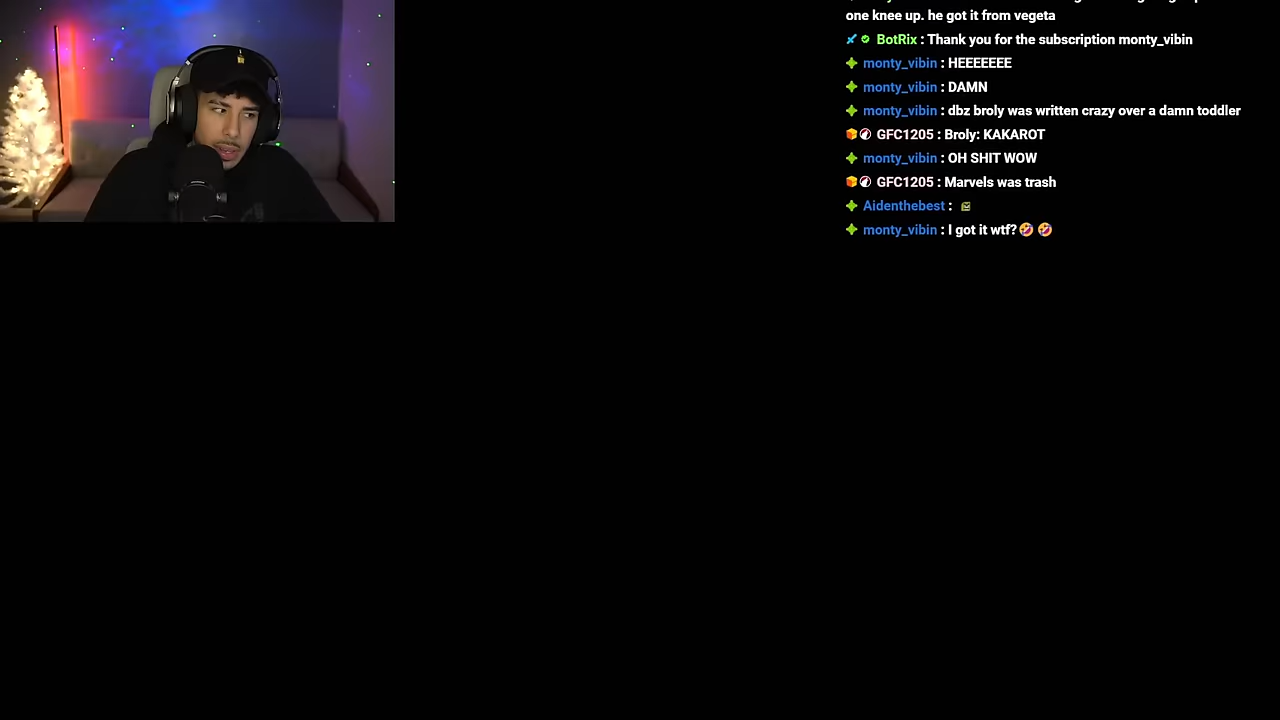 one knee up. he got it from vegeta
BotRix : Thank you for the subscription monty_vibin
monty_vibin : HEEEEEEE
monty_vibin : DAMN
monty_vibin : dbz broly was written crazy over a damn toddler
GFC1205 : Broly: KAKAROT
monty_vibin : OH SHIT WOW
GFC1205 : Marvels was trash
Aidenthebest :
monty_vibin : I got it wtf?🤣 🤣